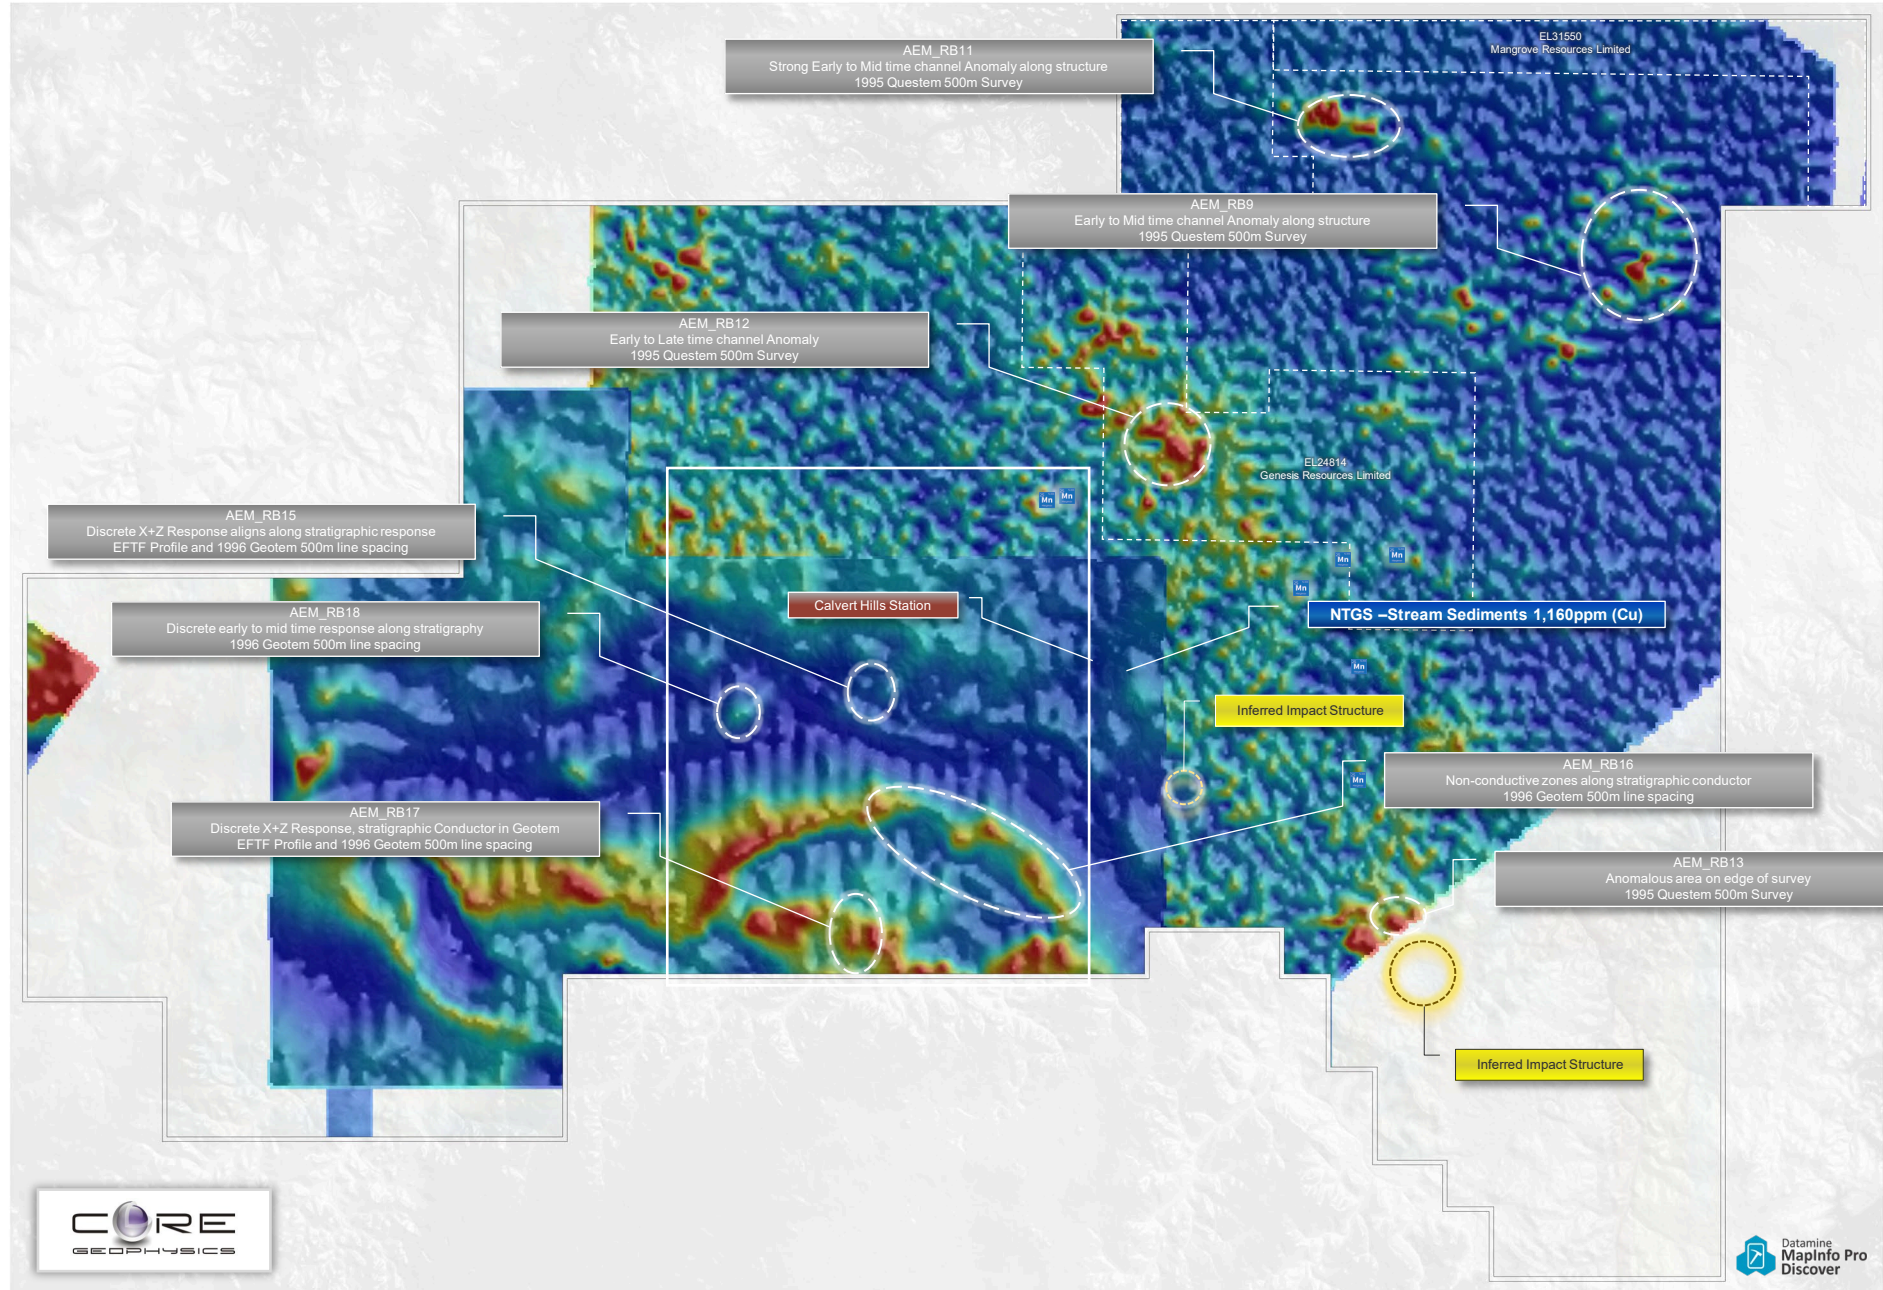 EL31550
Mangrove Resources Limited
AEM_RB11
Strong Early to Mid time channel Anomaly along structure
1995 Questem 500m Survey
AEM_RB9
Early to Mid time channel Anomaly along structure
1995 Questem 500m Survey
AEM_RB12
Early to Late time channel Anomaly
1995 Questem 500m Survey
EL24814
Genesis Resources Limited
Mn
Mn
AEM_RB15
Discrete X+Z Response aligns along stratigraphic response
EFTF Profile and 1996 Geotem 500m line spacing
Mn
Mn
Mn
Calvert Hills Station
AEM_RB18
Discrete early to mid time response along stratigraphy
1996 Geotem 500m line spacing
NTGS –Stream Sediments 1,160ppm (Cu)
Mn
Inferred Impact Structure
AEM_RB16
Non-conductive zones along stratigraphic conductor
1996 Geotem 500m line spacing
Mn
AEM_RB17
Discrete X+Z Response, stratigraphic Conductor in Geotem
EFTF Profile and 1996 Geotem 500m line spacing
AEM_RB13
Anomalous area on edge of survey
1995 Questem 500m Survey
Inferred Impact Structure
CORE
GEOPHYSICS
Datamine
MapInfo Pro
Discover